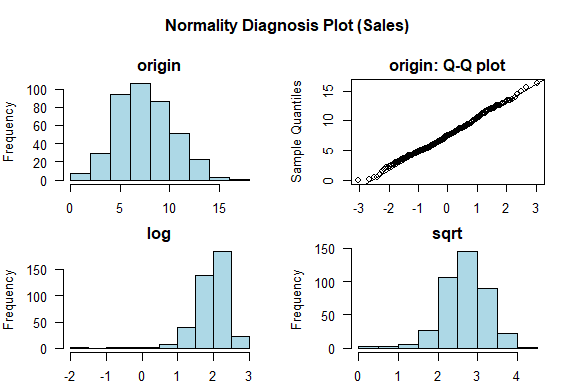 Normality Diagnosis Plot (Sales)
origin
Frequency
0 20 40 60 80 100
0 5 10 15
origin: Q-Q plot
Sample Quantiles
0 5 10 15
-3 -2 -1 0 1 2 3
log
Frequency
0 50 100 150
-2 -1 0 1 2 3
sqrt
Frequency
0 50 100 150
0 1 2 3 4